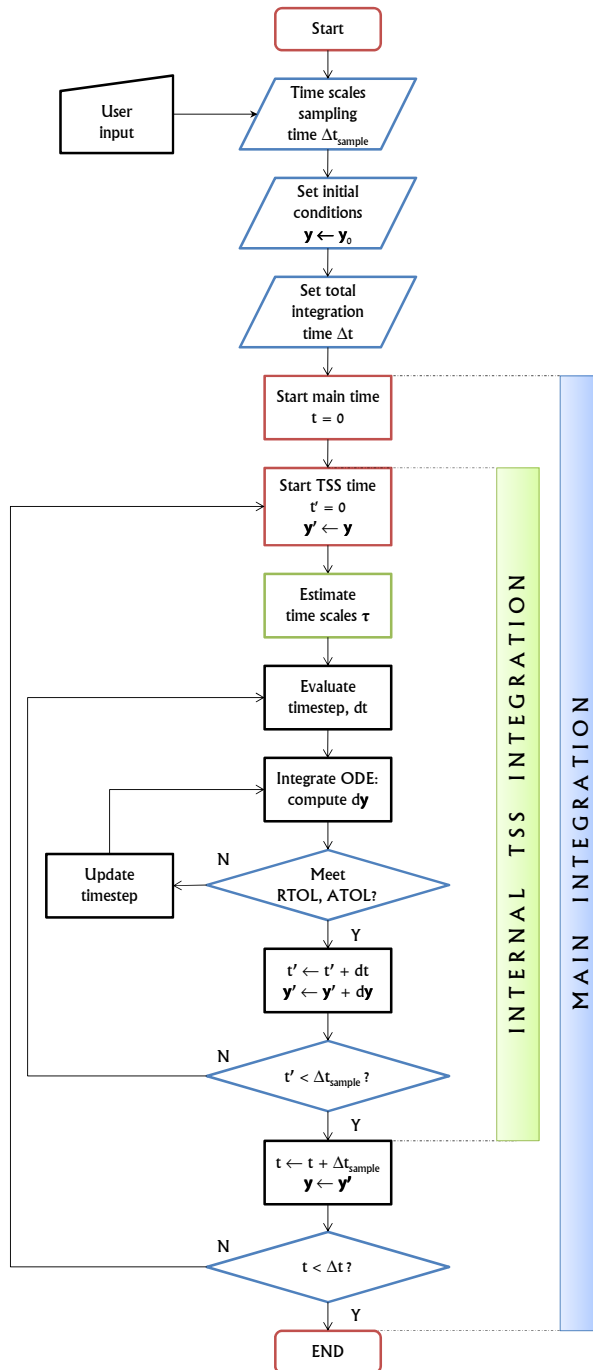 Start
User
input
Time scales
sampling
time Δt_sample
Set initial
conditions
y ← y₀
Set total
integration
time Δt
Start main time
t = 0
Start TSS time
t′ = 0
y′ ← y
Estimate
time scales τ
Evaluate
timestep, dt
Integrate ODE:
compute dy
N
Update
timestep
Meet
RTOL, ATOL?
Y
t′ ← t′ + dt
y′ ← y′ + dy
N
t′ < Δt_sample ?
Y
t ← t + Δt_sample
y ← y′
N
t < Δt ?
Y
END
INTERNAL TSS INTEGRATION
MAIN INTEGRATION